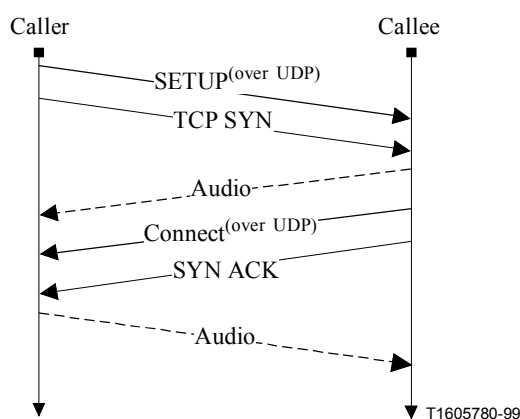 Caller Callee
SETUP(over UDP)
TCP SYN
Audio
Connect(over UDP)
SYN ACK
Audio
T1605780-99